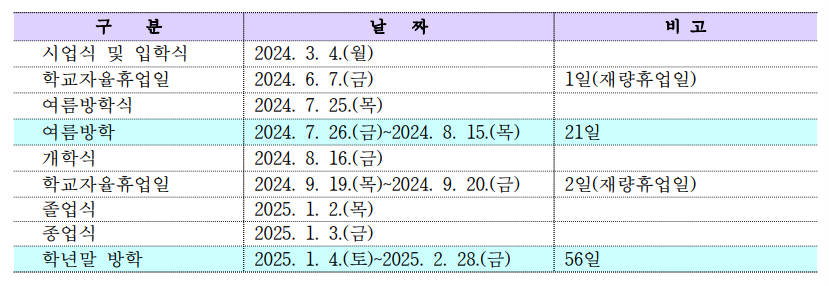 구 분 날 짜 비 고
시업식 및 입학식 2024. 3. 4.(월)
학교자율휴업일 2024. 6. 7.(금) 1일(재량휴업일)
여름방학식 2024. 7. 25.(목)
여름방학 2024. 7. 26.(금)~2024. 8. 15.(목) 21일
개학식 2024. 8. 16.(금)
학교자율휴업일 2024. 9. 19.(목)~2024. 9. 20.(금) 2일(재량휴업일)
졸업식 2025. 1. 2.(목)
종업식 2025. 1. 3.(금)
학년말 방학 2025. 1. 4.(토)~2025. 2. 28.(금) 56일